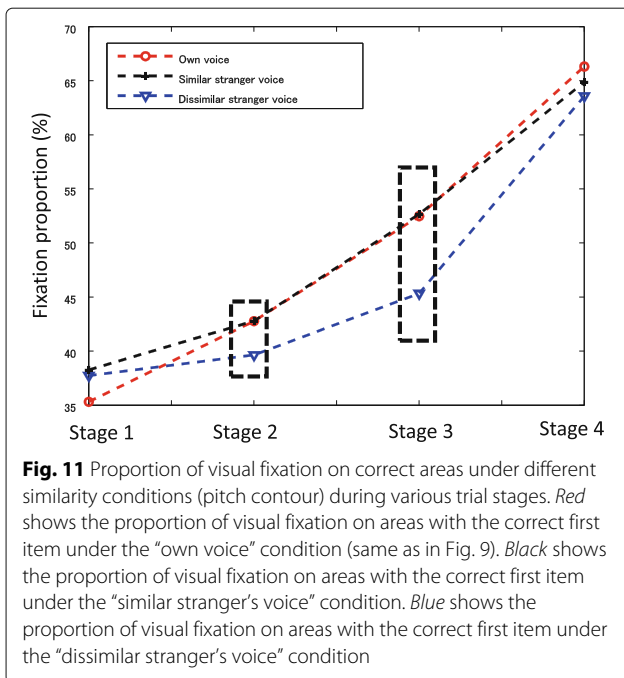 70
65
60
55
50
45
40
35
Fixation proportion (%)
Own voice
Similar stranger voice
Dissimilar stranger voice
Stage 1
Stage 2
Stage 3
Stage 4
Fig. 11 Proportion of visual fixation on correct areas under different
similarity conditions (pitch contour) during various trial stages. Red
shows the proportion of visual fixation on areas with the correct first
item under the “own voice” condition (same as in Fig. 9). Black shows
the proportion of visual fixation on areas with the correct first item
under the “similar stranger’s voice” condition. Blue shows the
proportion of visual fixation on areas with the correct first item under
the “dissimilar stranger’s voice” condition